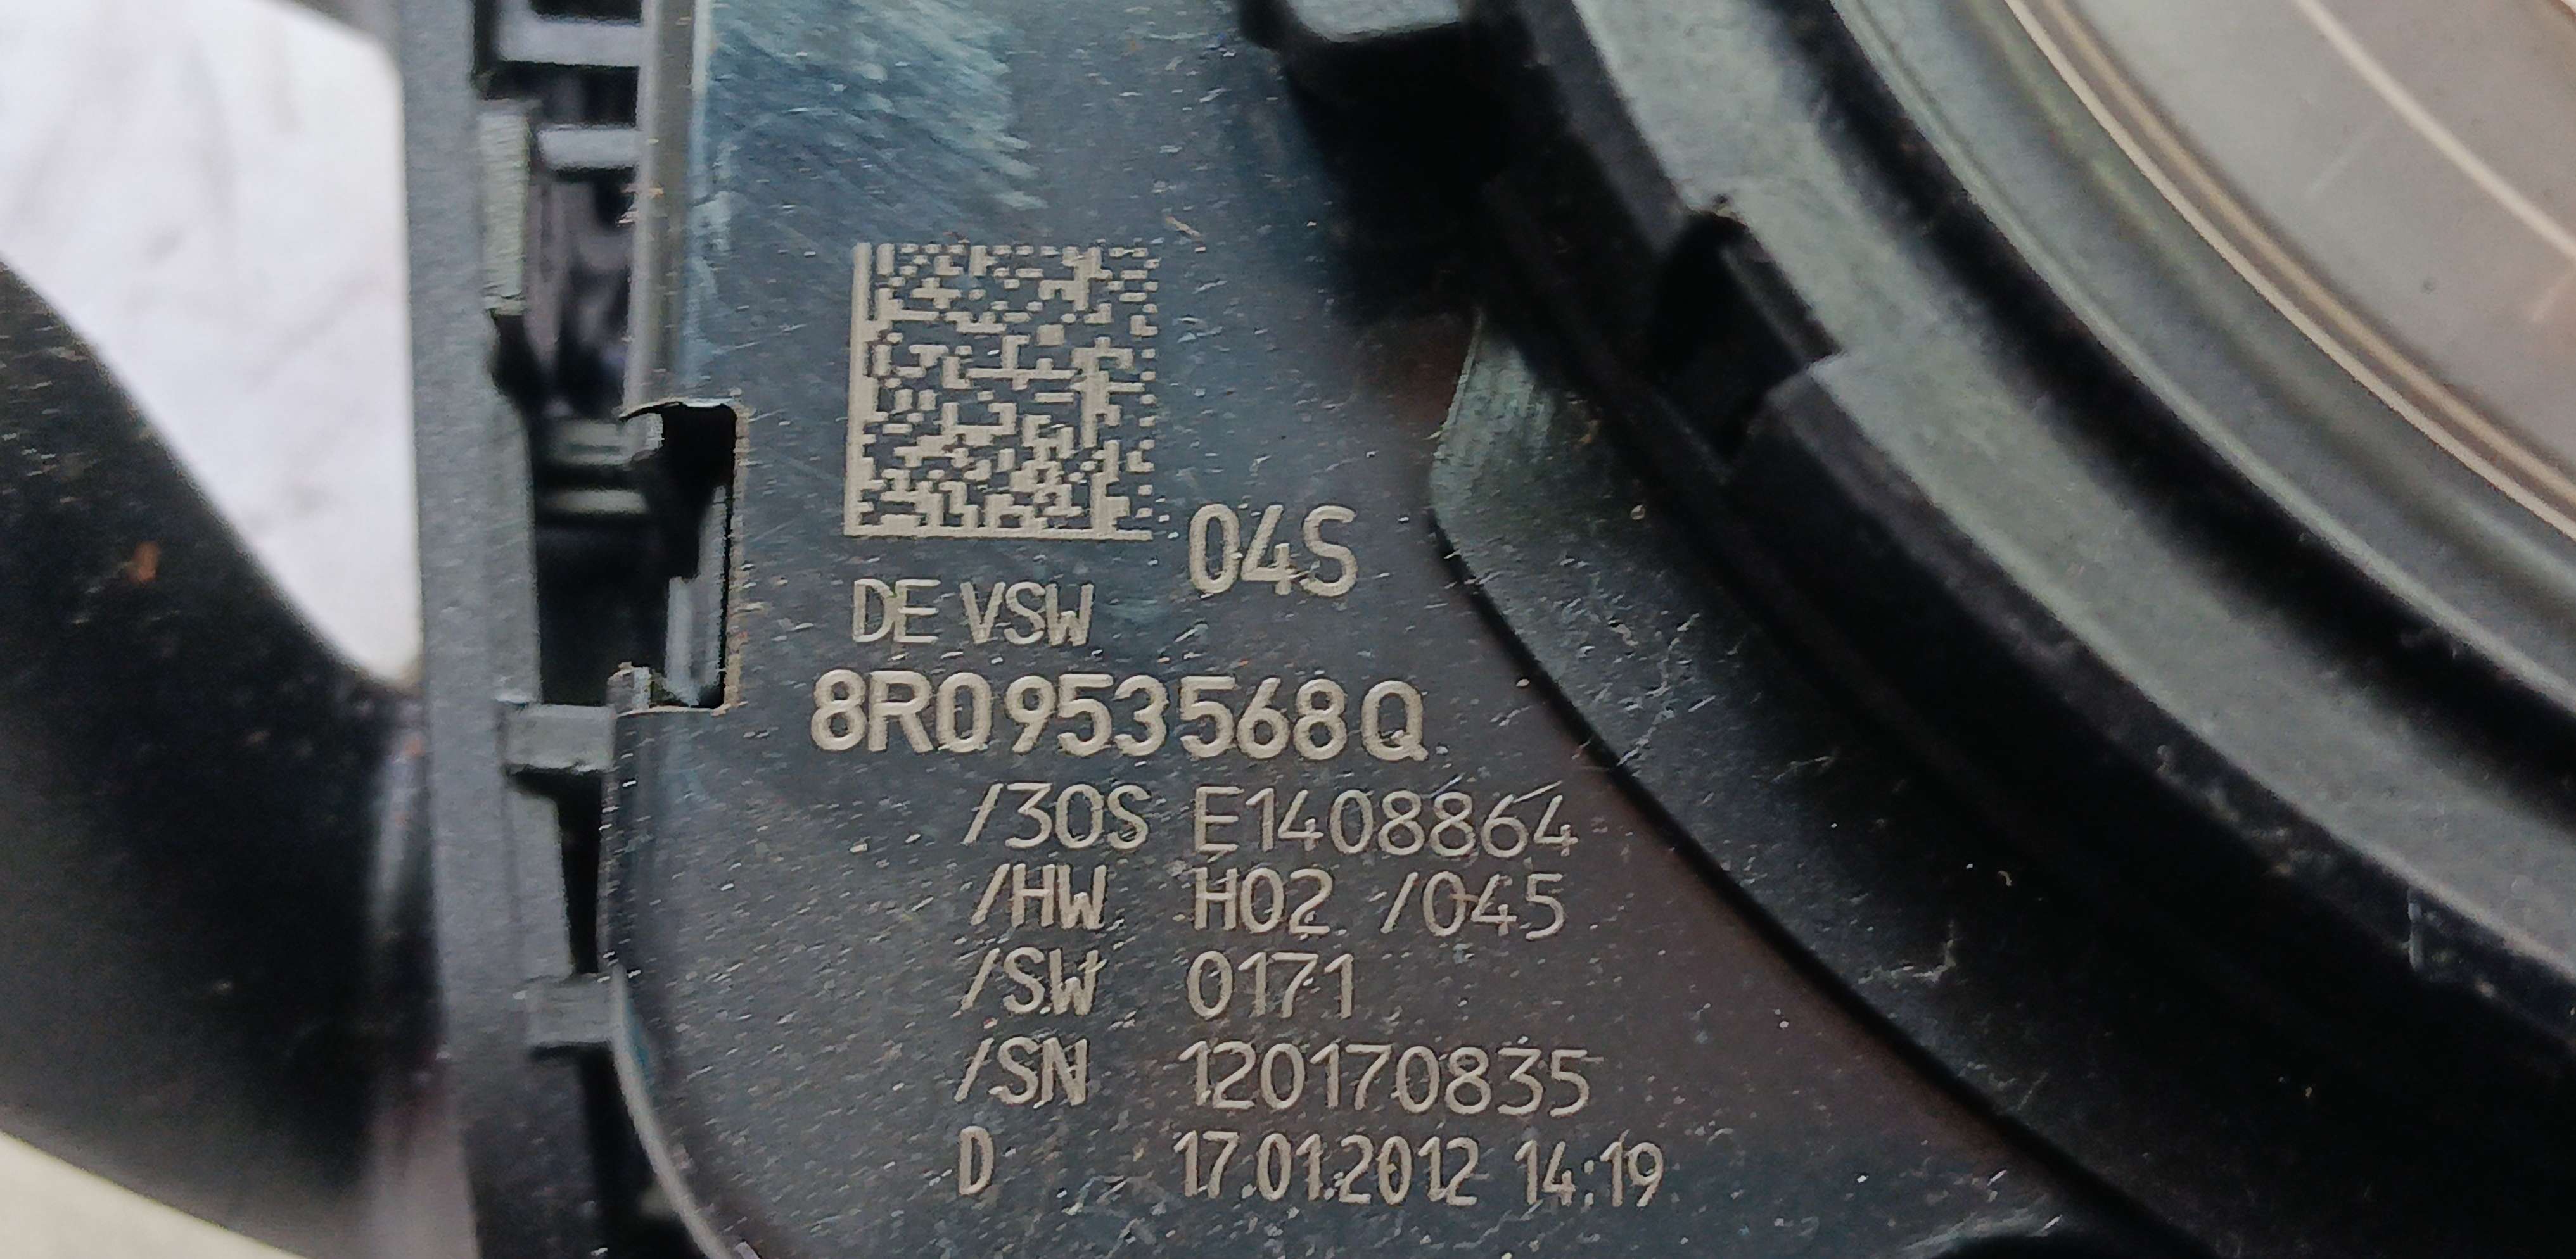 04S
DE VSW
8R0953568Q
/30S E1408864
/HW H02 /045
/SW 0171
/SN 120170835
D 17.01.2012 14:19